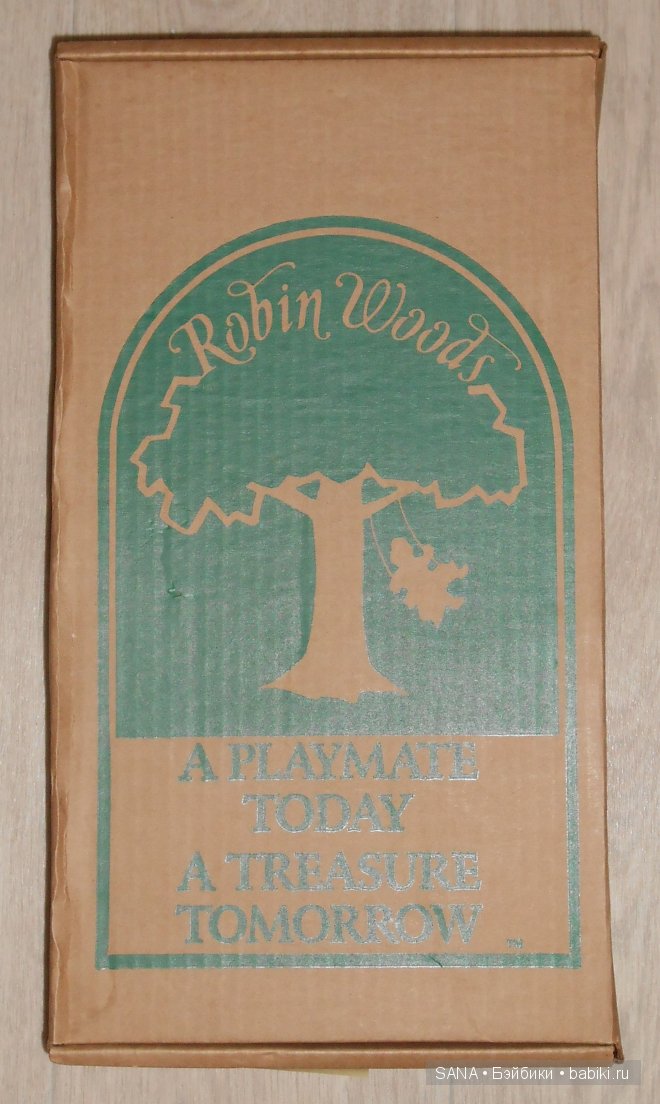 Robin Woods
A PLAYMATE
TODAY
A TREASURE
TOMORROW ™
SANA • Бэйбики • babiki.ru